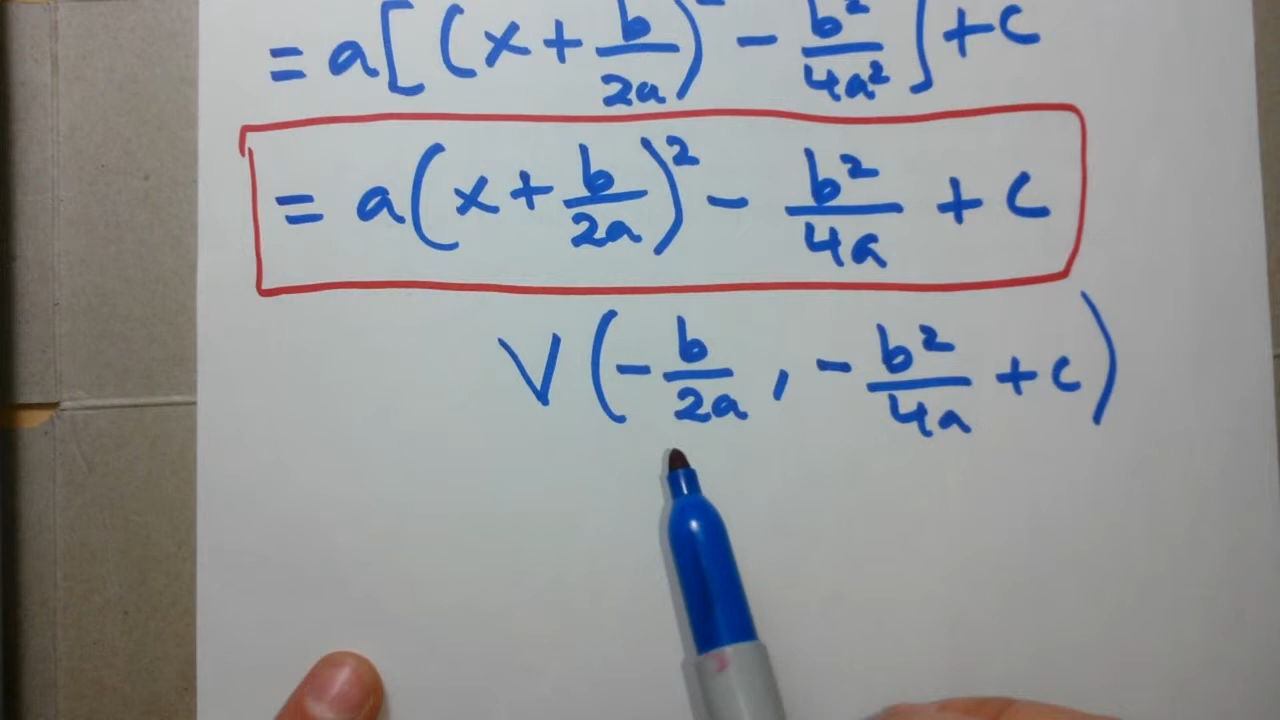 = a[(x + b/2a)² - b²/4a²] + c
= a(x + b/2a)² - b²/4a + c
V(-b/2a, -b²/4a + c)